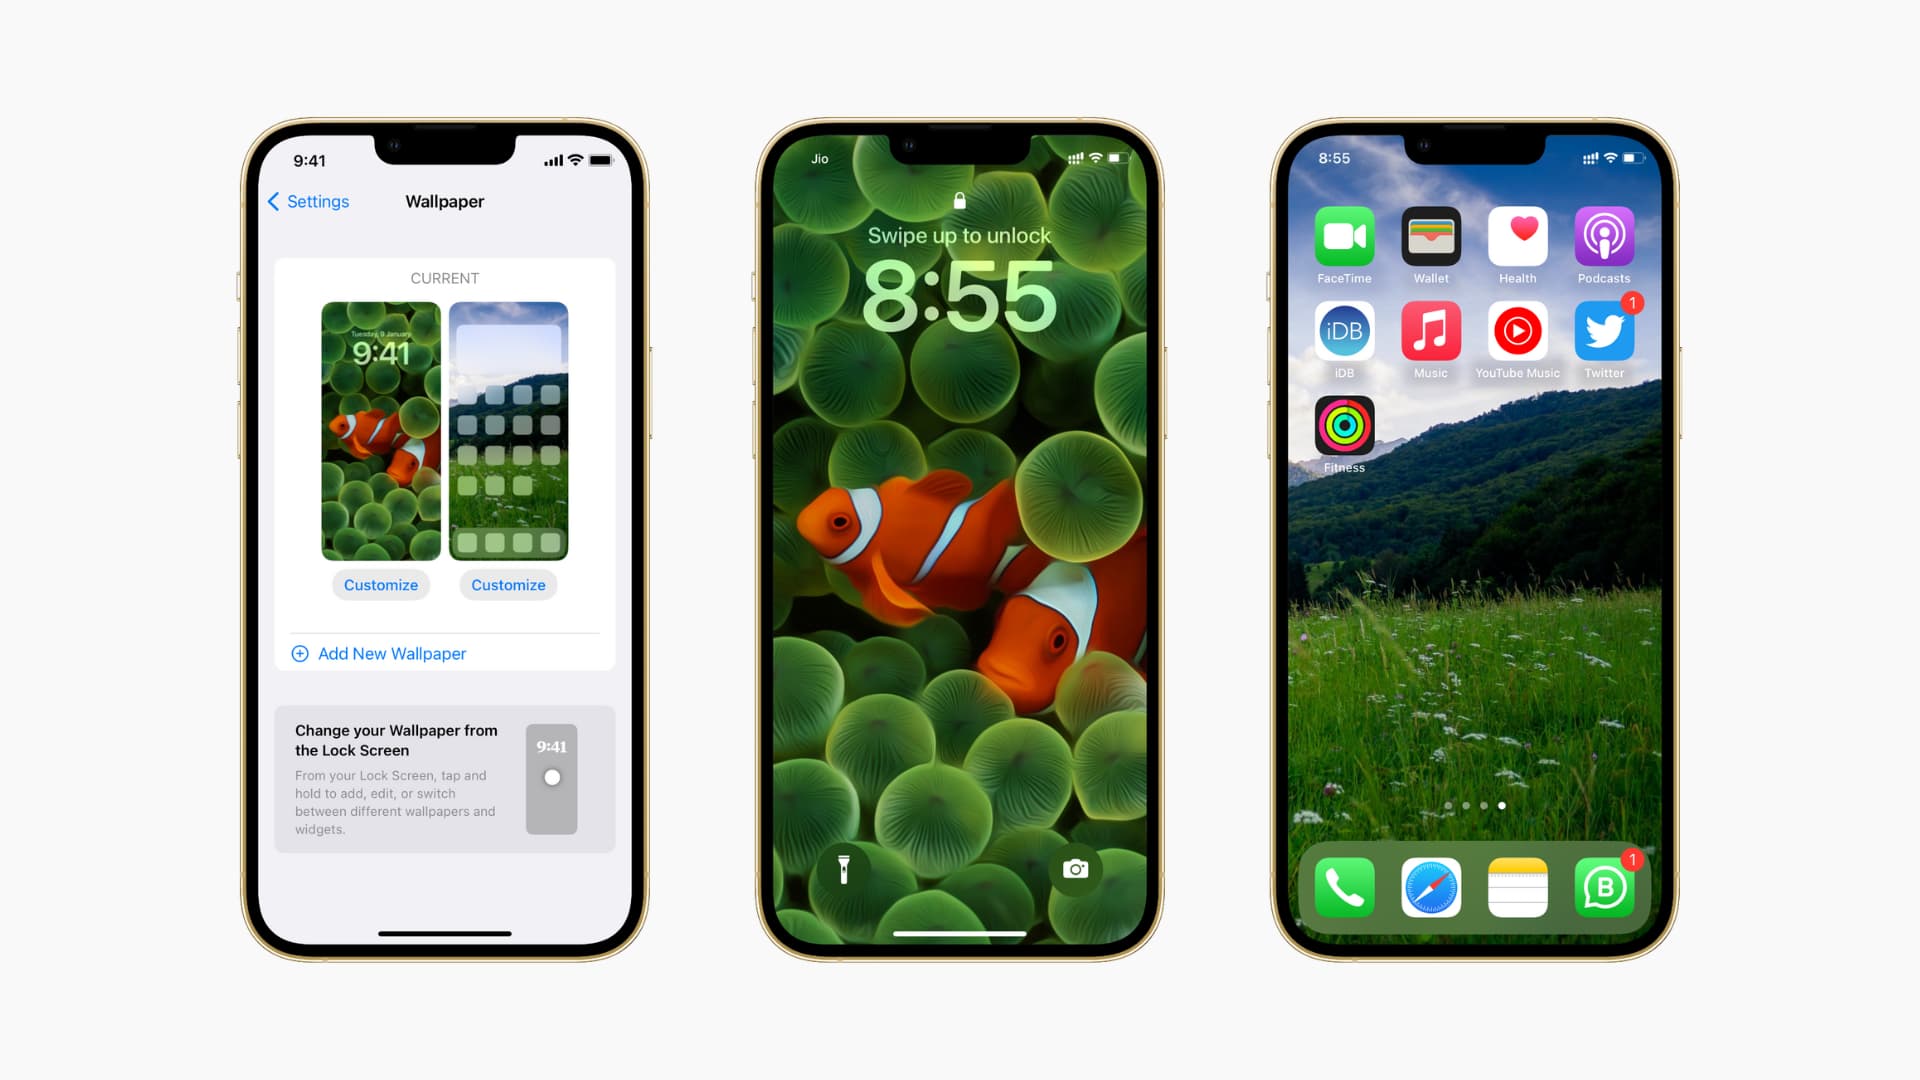 9:41
Settings
Wallpaper
CURRENT
Tuesday, 9 January
9:41
Customize
Customize
Add New Wallpaper
Change your Wallpaper from
the Lock Screen
9:41
From your Lock Screen, tap and
hold to add, edit, or switch
between different wallpapers and
widgets.
Jio
Swipe up to unlock
8:55
8:55
FaceTime
Wallet
Health
Podcasts
iDB
1
iDB
Music
YouTube Music
Twitter
Fitness
B
1